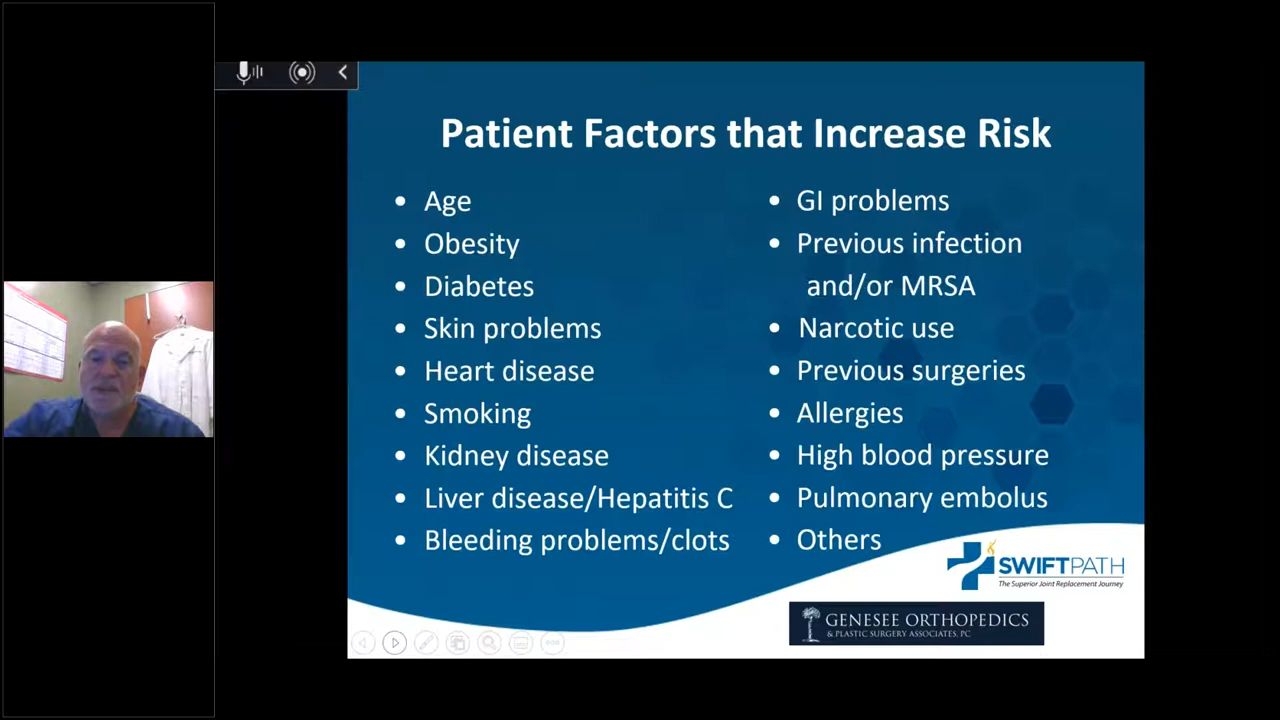 Patient Factors that Increase Risk
• Age
• Obesity
• Diabetes
• Skin problems
• Heart disease
• Smoking
• Kidney disease
• Liver disease/Hepatitis C
• Bleeding problems/clots
• GI problems
• Previous infection
and/or MRSA
• Narcotic use
• Previous surgeries
• Allergies
• High blood pressure
• Pulmonary embolus
• Others
SWIFTPATH
The Superior Joint Replacement Journey
GENESEE ORTHOPEDICS
& PLASTIC SURGERY ASSOCIATES, PC